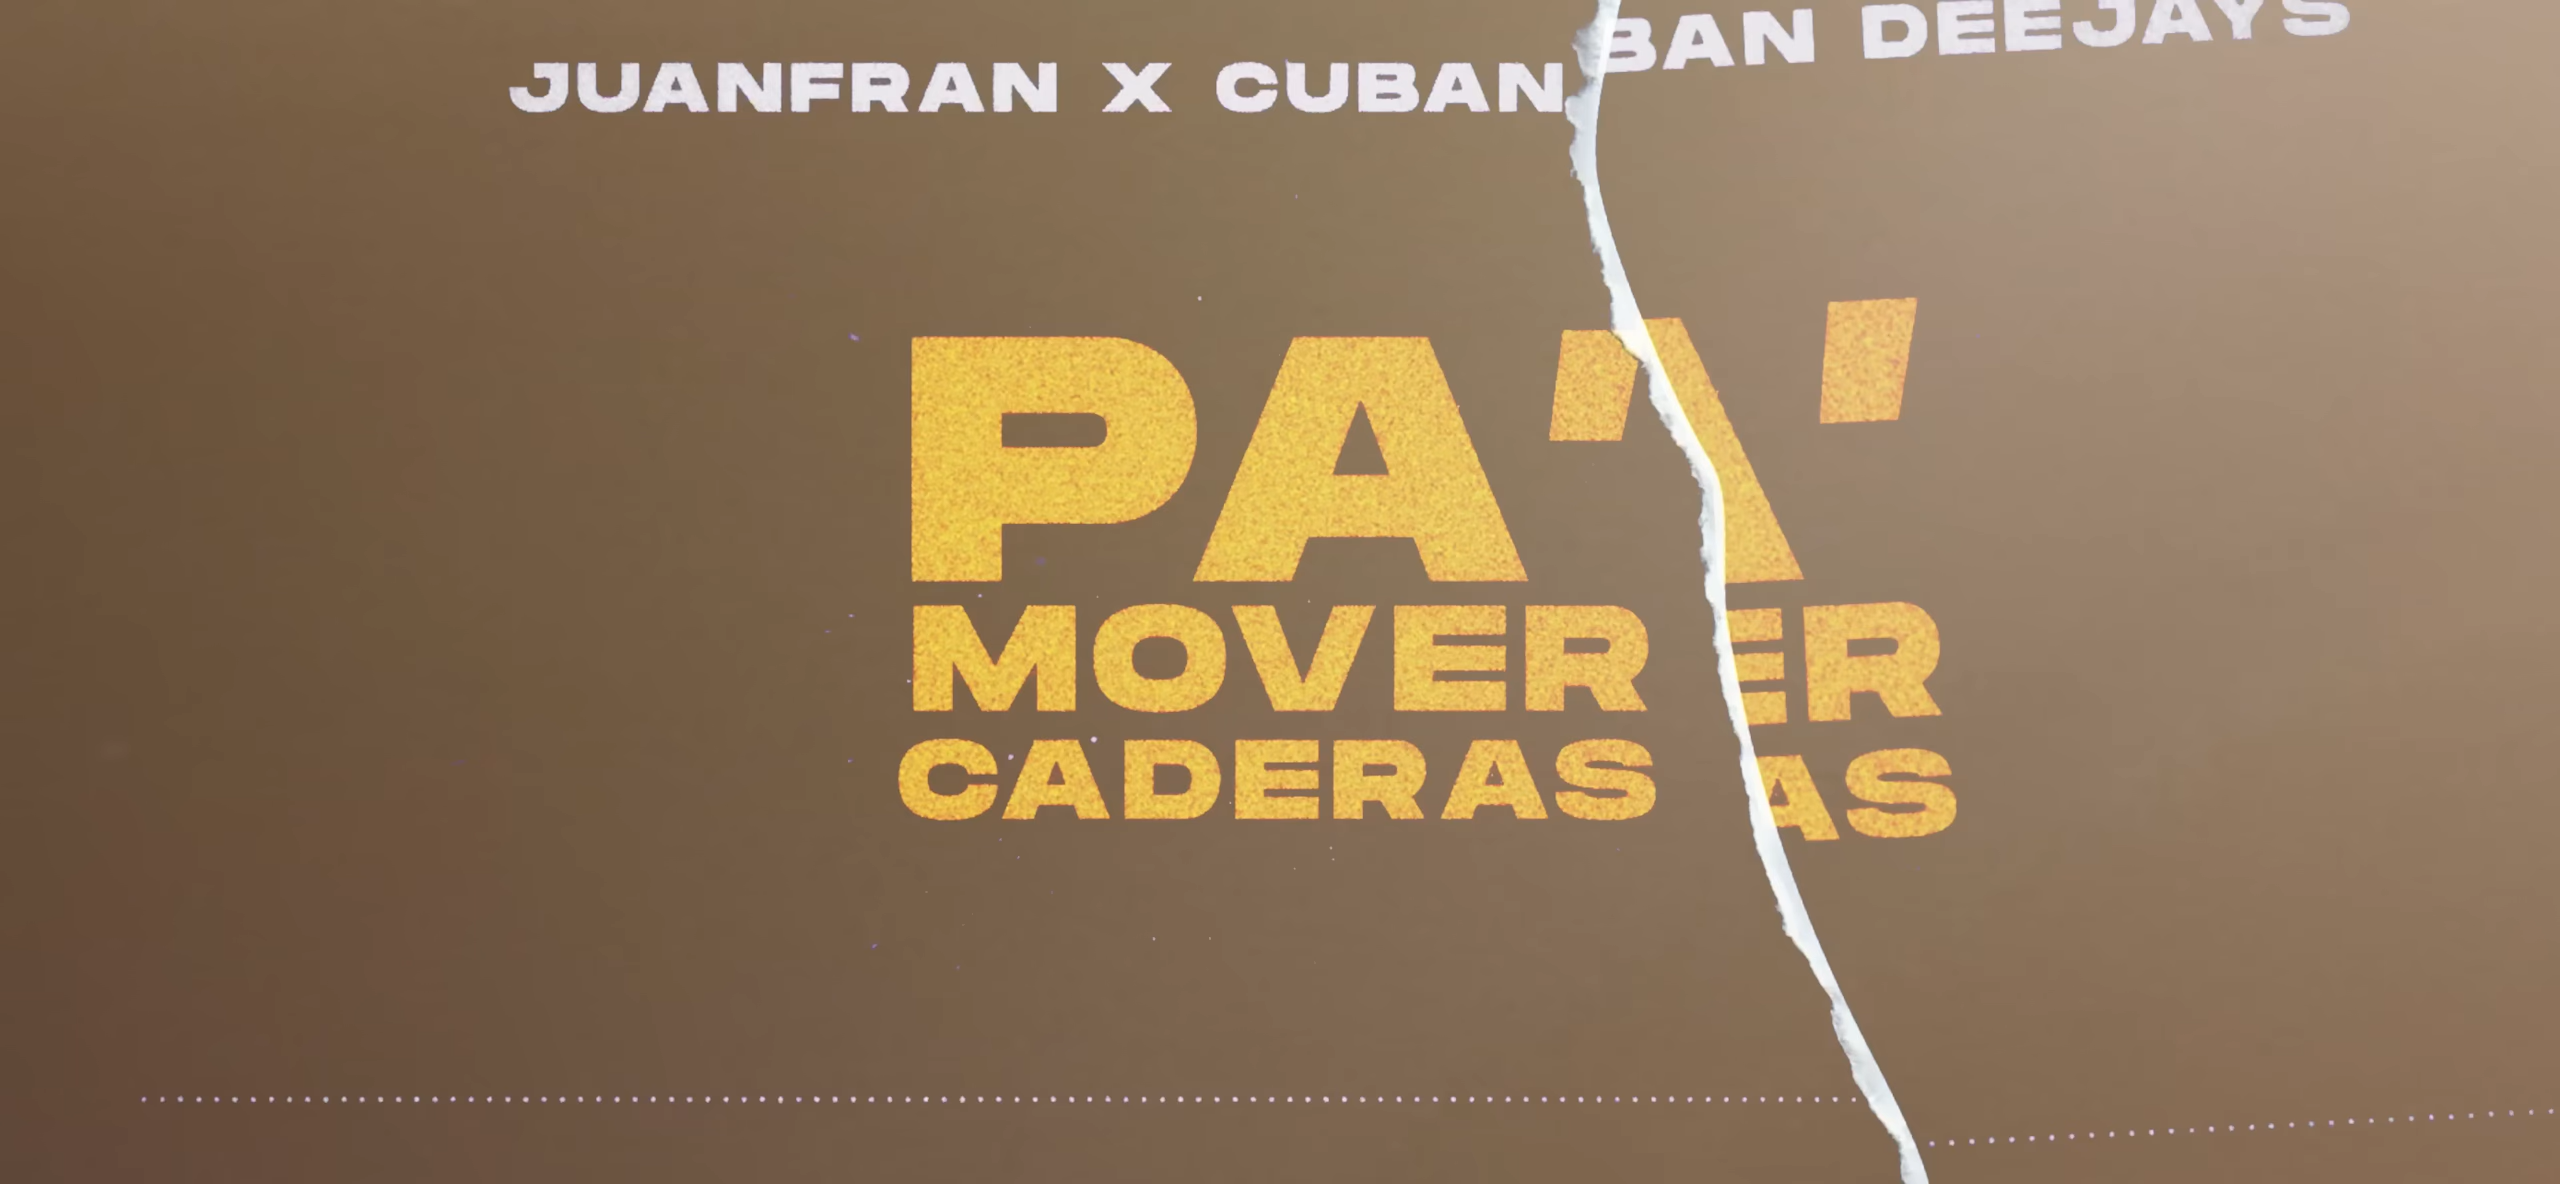 JUANFRAN X CUBAN BAN DEEJAYS
PA' '
MOVER ER
CADERAS AS